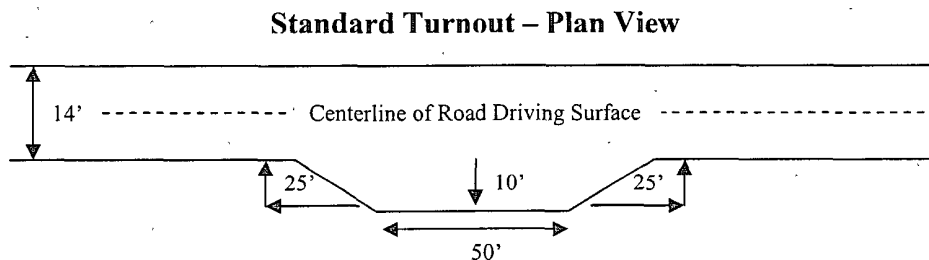 Standard Turnout – Plan View
14'
Centerline of Road Driving Surface
25'
10'
25'
50'